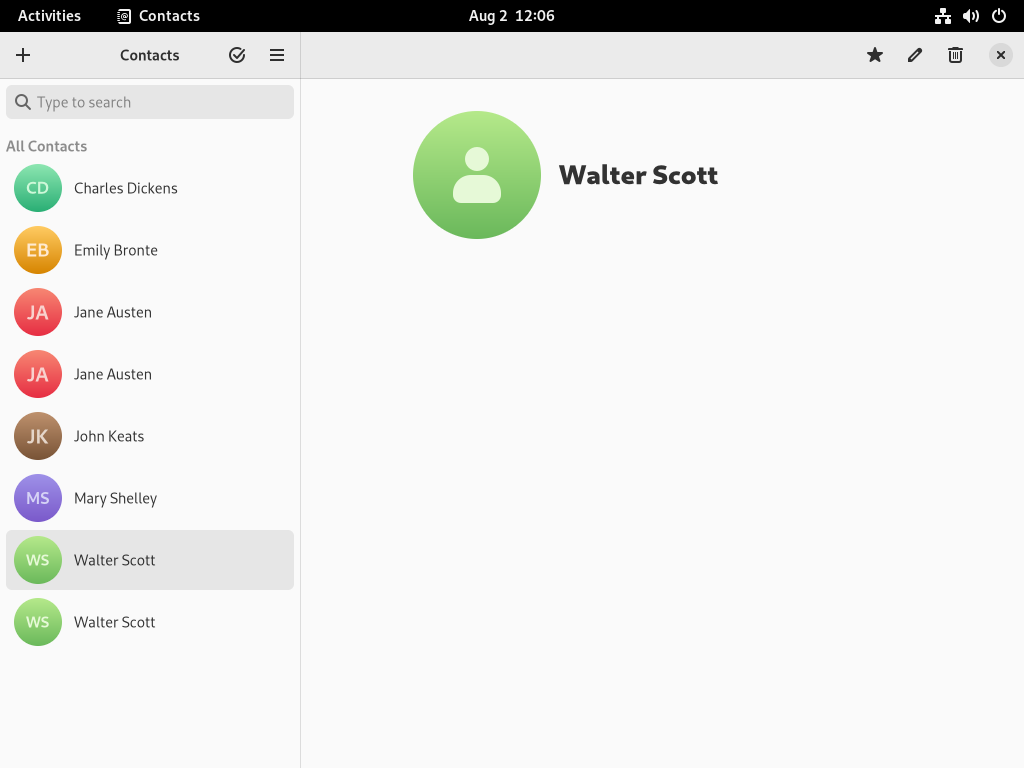 Activities Contacts Aug 2 12:06
Contacts
Type to search
All Contacts
CD Charles Dickens
EB Emily Bronte
JA Jane Austen
JA Jane Austen
JK John Keats
MS Mary Shelley
WS Walter Scott
WS Walter Scott
Walter Scott